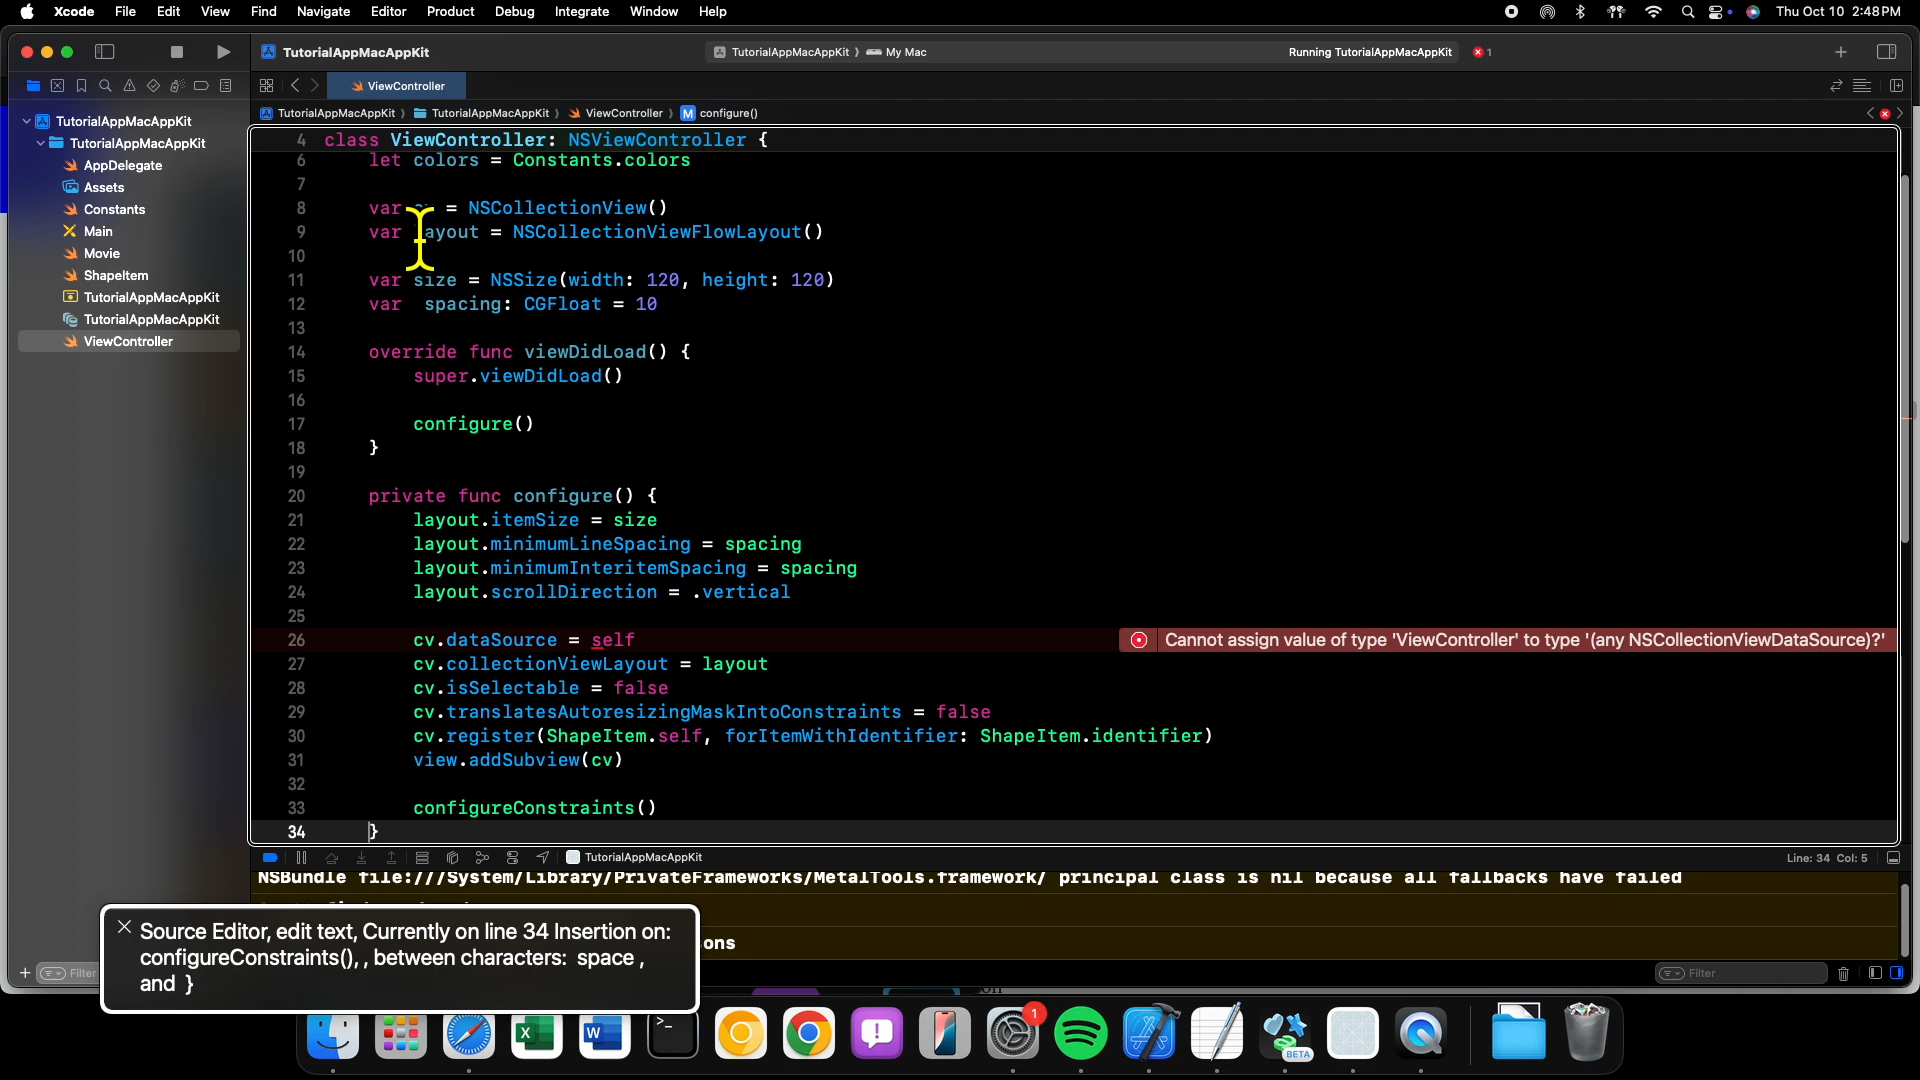 Xcode File Edit View Find Navigate Editor Product Debug Integrate Window Help Thu Oct 10 2:48 PM
TutorialAppMacAppKit TutorialAppMacAppKit My Mac Running TutorialAppMacAppKit 1
ViewController
TutorialAppMacAppKit TutorialAppMacAppKit ViewController M configure()
TutorialAppMacAppKit
TutorialAppMacAppKit
AppDelegate
Assets
Constants
Main
Movie
ShapeItem
TutorialAppMacAppKit
TutorialAppMacAppKit
ViewController
4 class ViewController: NSViewController {
6 let colors = Constants.colors
7
8 var = NSCollectionView()
9 var layout = NSCollectionViewFlowLayout()
10
11 var size = NSSize(width: 120, height: 120)
12 var  spacing: CGFloat = 10
13
14 override func viewDidLoad() {
15 super.viewDidLoad()
16
17 configure()
18 }
19
20 private func configure() {
21 layout.itemSize = size
22 layout.minimumLineSpacing = spacing
23 layout.minimumInteritemSpacing = spacing
24 layout.scrollDirection = .vertical
25
26 cv.dataSource = self Cannot assign value of type 'ViewController' to type '(any NSCollectionViewDataSource)?'
27 cv.collectionViewLayout = layout
28 cv.isSelectable = false
29 cv.translatesAutoresizingMaskIntoConstraints = false
30 cv.register(ShapeItem.self, forItemWithIdentifier: ShapeItem.identifier)
31 view.addSubview(cv)
32
33 configureConstraints()
34 }
TutorialAppMacAppKit Line: 34 Col: 5
NSBundle file:///System/Library/PrivateFrameworks/MetalTools.framework/ principal class is nil because all fallbacks have failed
ons
Filter Filter
Source Editor, edit text, Currently on line 34 Insertion on:
configureConstraints(), , between characters:  space ,
and }
1
BETA